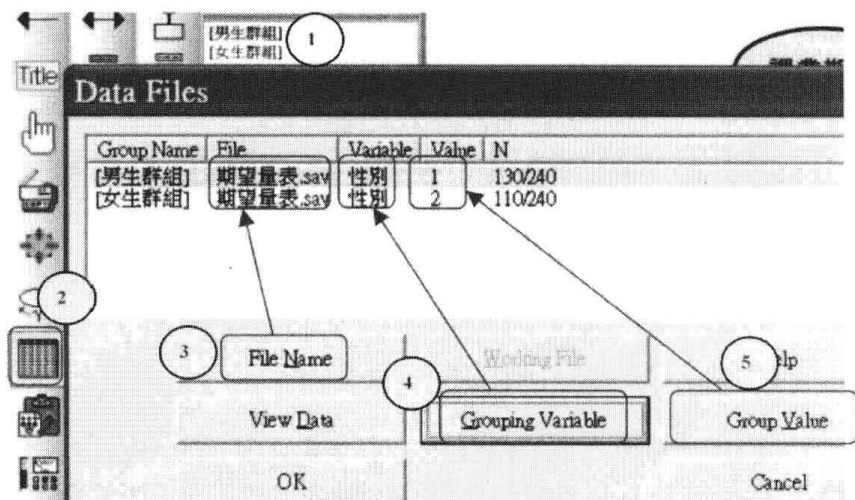 [男生群組]
[女生群組]
1
Title
Data Files
Group Name File Variable Value N
[男生群組] 期望量表.sav 性別 130/240
[女生群組] 期望量表.sav 性別 2 110/240
2
3 File Name Working File 5 elp
4
View Data Grouping Variable Group Value
OK Cancel